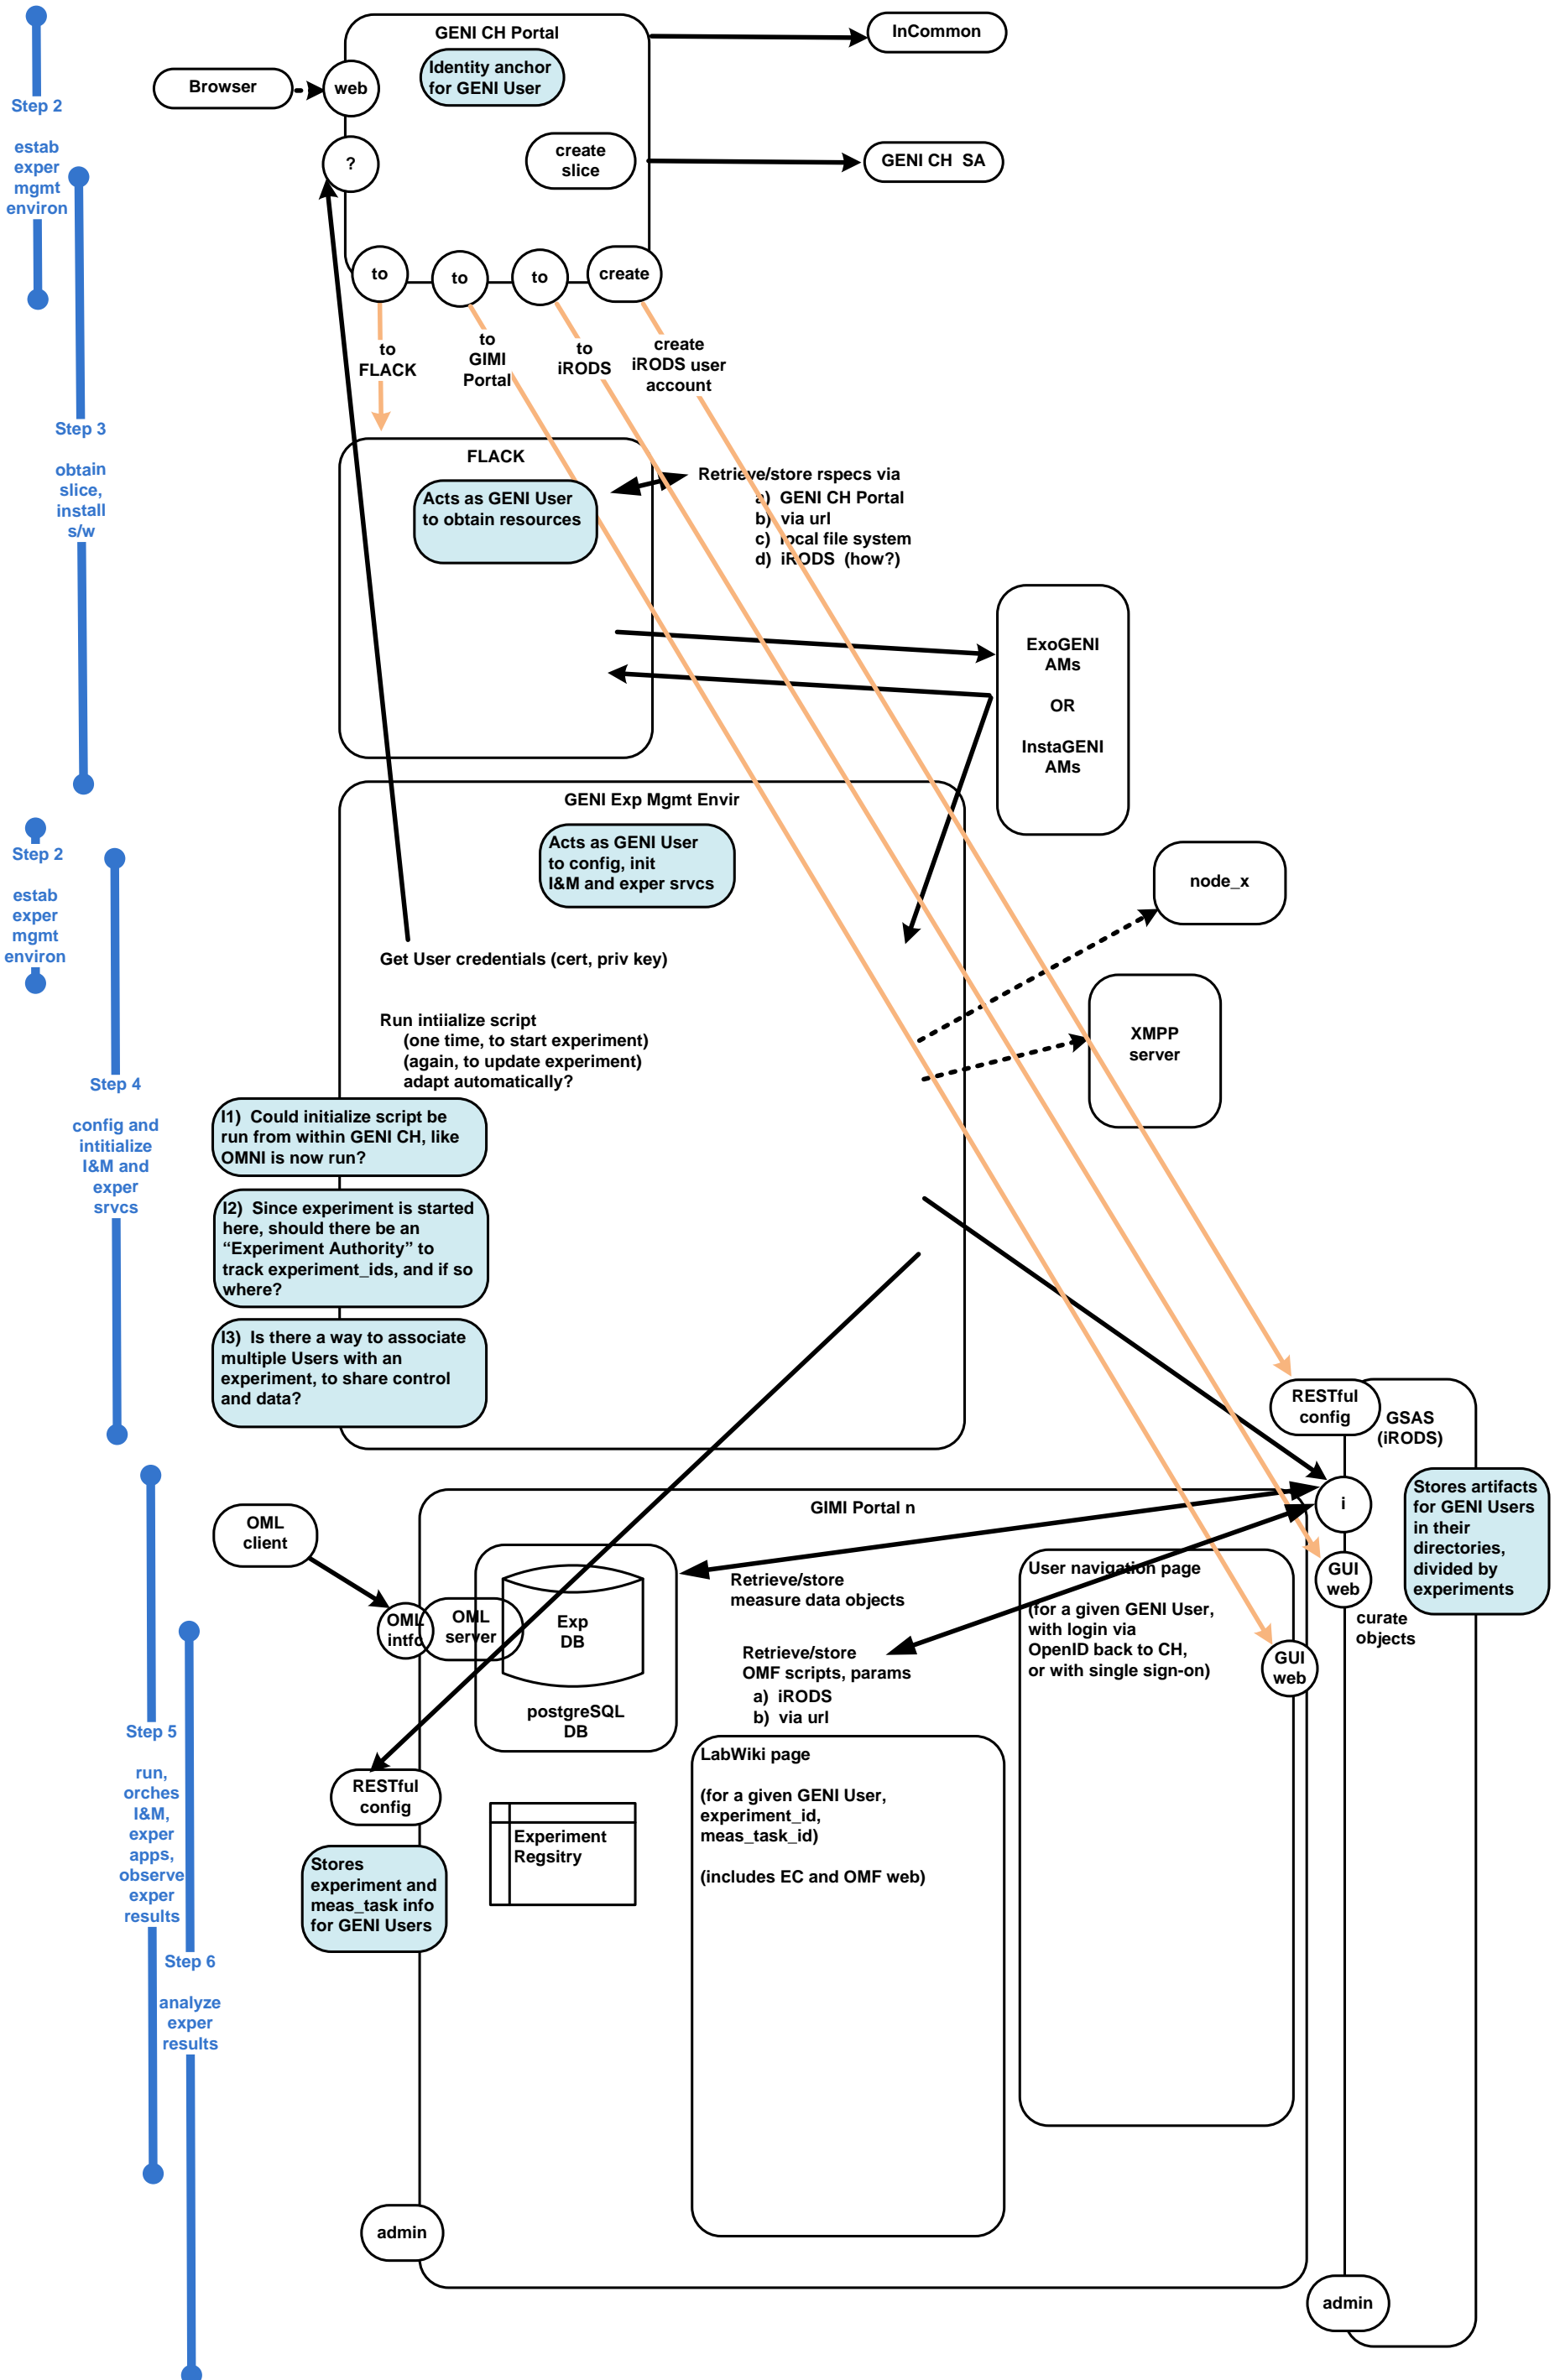 GENI CH Portal
InCommon
Identity anchor
for GENI User
Browser
web
Step 2
estab
exper
mgmt
environ
?
create
slice
GENI CH  SA
to
to
to
create
to
FLACK
to
GIMI
Portal
to
iRODS
create
iRODS user
account
Step 3
obtain
slice,
install
s/w
FLACK
Acts as GENI User
to obtain resources
Retrieve/store rspecs via
a)  GENI CH Portal
b)  via url
c)  local file system
d)  iRODS  (how?)
ExoGENI
AMs
OR
InstaGENI
AMs
GENI Exp Mgmt Envir
Acts as GENI User
to config, init
I&M and exper srvcs
Step 2
estab
exper
mgmt
environ
node_x
Get User credentials (cert, priv key)
Run intiialize script
(one time, to start experiment)
(again, to update experiment)
adapt automatically?
XMPP
server
Step 4
config and
intitialize
I&M and
exper
srvcs
I1)  Could initialize script be
run from within GENI CH, like
OMNI is now run?
I2)  Since experiment is started
here, should there be an
“Experiment Authority” to
track experiment_ids, and if so
where?
I3)  Is there a way to associate
multiple Users with an
experiment, to share control
and data?
RESTful
config
GSAS
(iRODS)
Stores artifacts
for GENI Users
in their
directories,
divided by
experiments
i
GUI
web
curate
objects
GIMI Portal n
OML
client
OML
intfc
OML
server
Exp
DB
postgreSQL
DB
Retrieve/store
measure data objects
Retrieve/store
OMF scripts, params
a)  iRODS
b)  via url
User navigation page
(for a given GENI User,
with login via
OpenID back to CH,
or with single sign-on)
GUI
web
Step 5
run,
orches
I&M,
exper
apps,
observe
exper
results
RESTful
config
Stores
experiment and
meas_task info
for GENI Users
Experiment
Regsitry
LabWiki page
(for a given GENI User,
experiment_id,
meas_task_id)
(includes EC and OMF web)
Step 6
analyze
exper
results
admin
admin